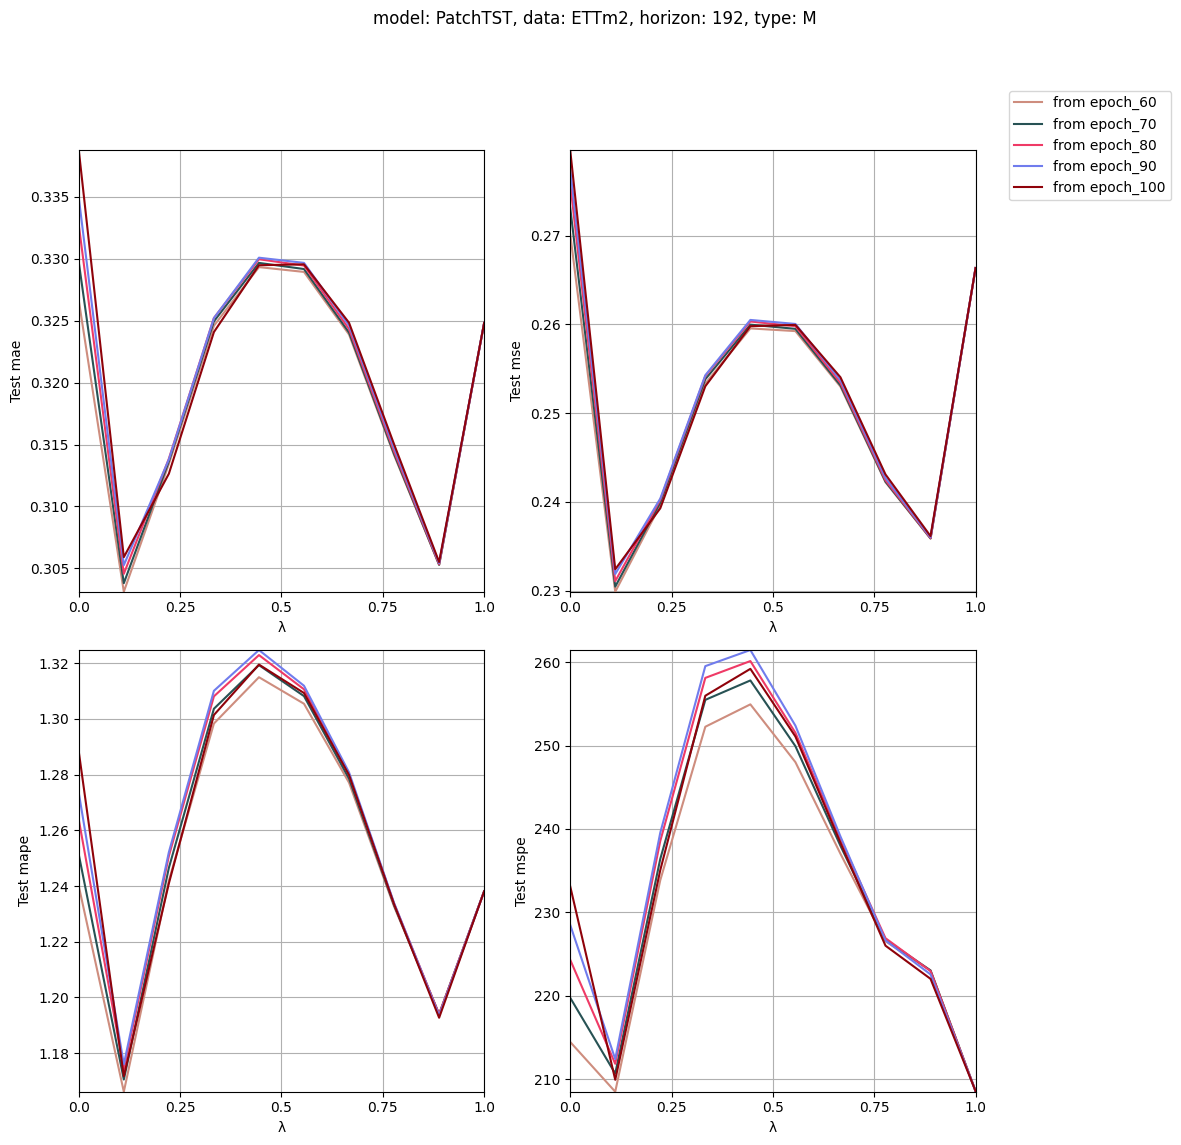 model: PatchTST, data: ETTm2, horizon: 192, type: M
from epoch_60
from epoch_70
from epoch_80
from epoch_90
from epoch_100
Test mae
0.335
0.330
0.325
0.320
0.315
0.310
0.305
0.0 0.25 0.5 0.75 1.0
λ
Test mse
0.27
0.26
0.25
0.24
0.23
0.0 0.25 0.5 0.75 1.0
λ
Test mape
1.32
1.30
1.28
1.26
1.24
1.22
1.20
1.18
0.0 0.25 0.5 0.75 1.0
λ
Test mspe
260
250
240
230
220
210
0.0 0.25 0.5 0.75 1.0
λ